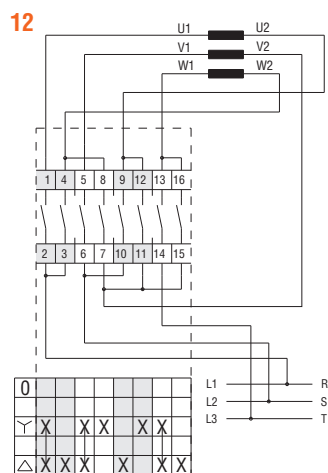 12
U1 U2
V1 V2
W1 W2
1 4 5 8 9 12 13 16
2 3 6 7 10 11 14 15
L1 R
L2 S
L3 T
0
X X X X X
X X X X X X